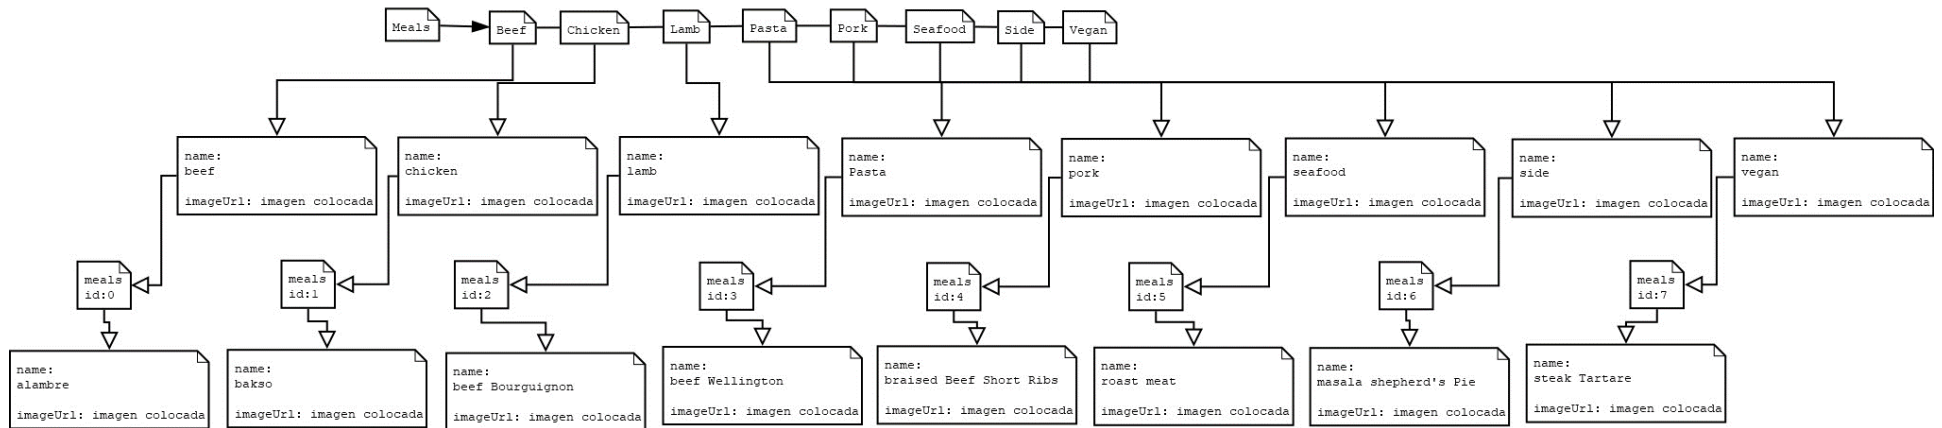 Meals
Beef
Chicken
Lamb
Pasta
Pork
Seafood
Side
Vegan
name:
beef
imageUrl: imagen colocada
name:
chicken
imageUrl: imagen colocada
name:
lamb
imageUrl: imagen colocada
name:
Pasta
imageUrl: imagen colocada
name:
pork
imageUrl: imagen colocada
name:
seafood
imageUrl: imagen colocada
name:
side
imageUrl: imagen colocada
name:
vegan
imageUrl: imagen colocada
meals
id:0
meals
id:1
meals
id:2
meals
id:3
meals
id:4
meals
id:5
meals
id:6
meals
id:7
name:
alambre
imageUrl: imagen colocada
name:
bakso
imageUrl: imagen colocada
name:
beef Bourguignon
imageUrl: imagen colocada
name:
beef Wellington
imageUrl: imagen colocada
name:
braised Beef Short Ribs
imageUrl: imagen colocada
name:
roast meat
imageUrl: imagen colocada
name:
masala shepherd's Pie
imageUrl: imagen colocada
name:
steak Tartare
imageUrl: imagen colocada